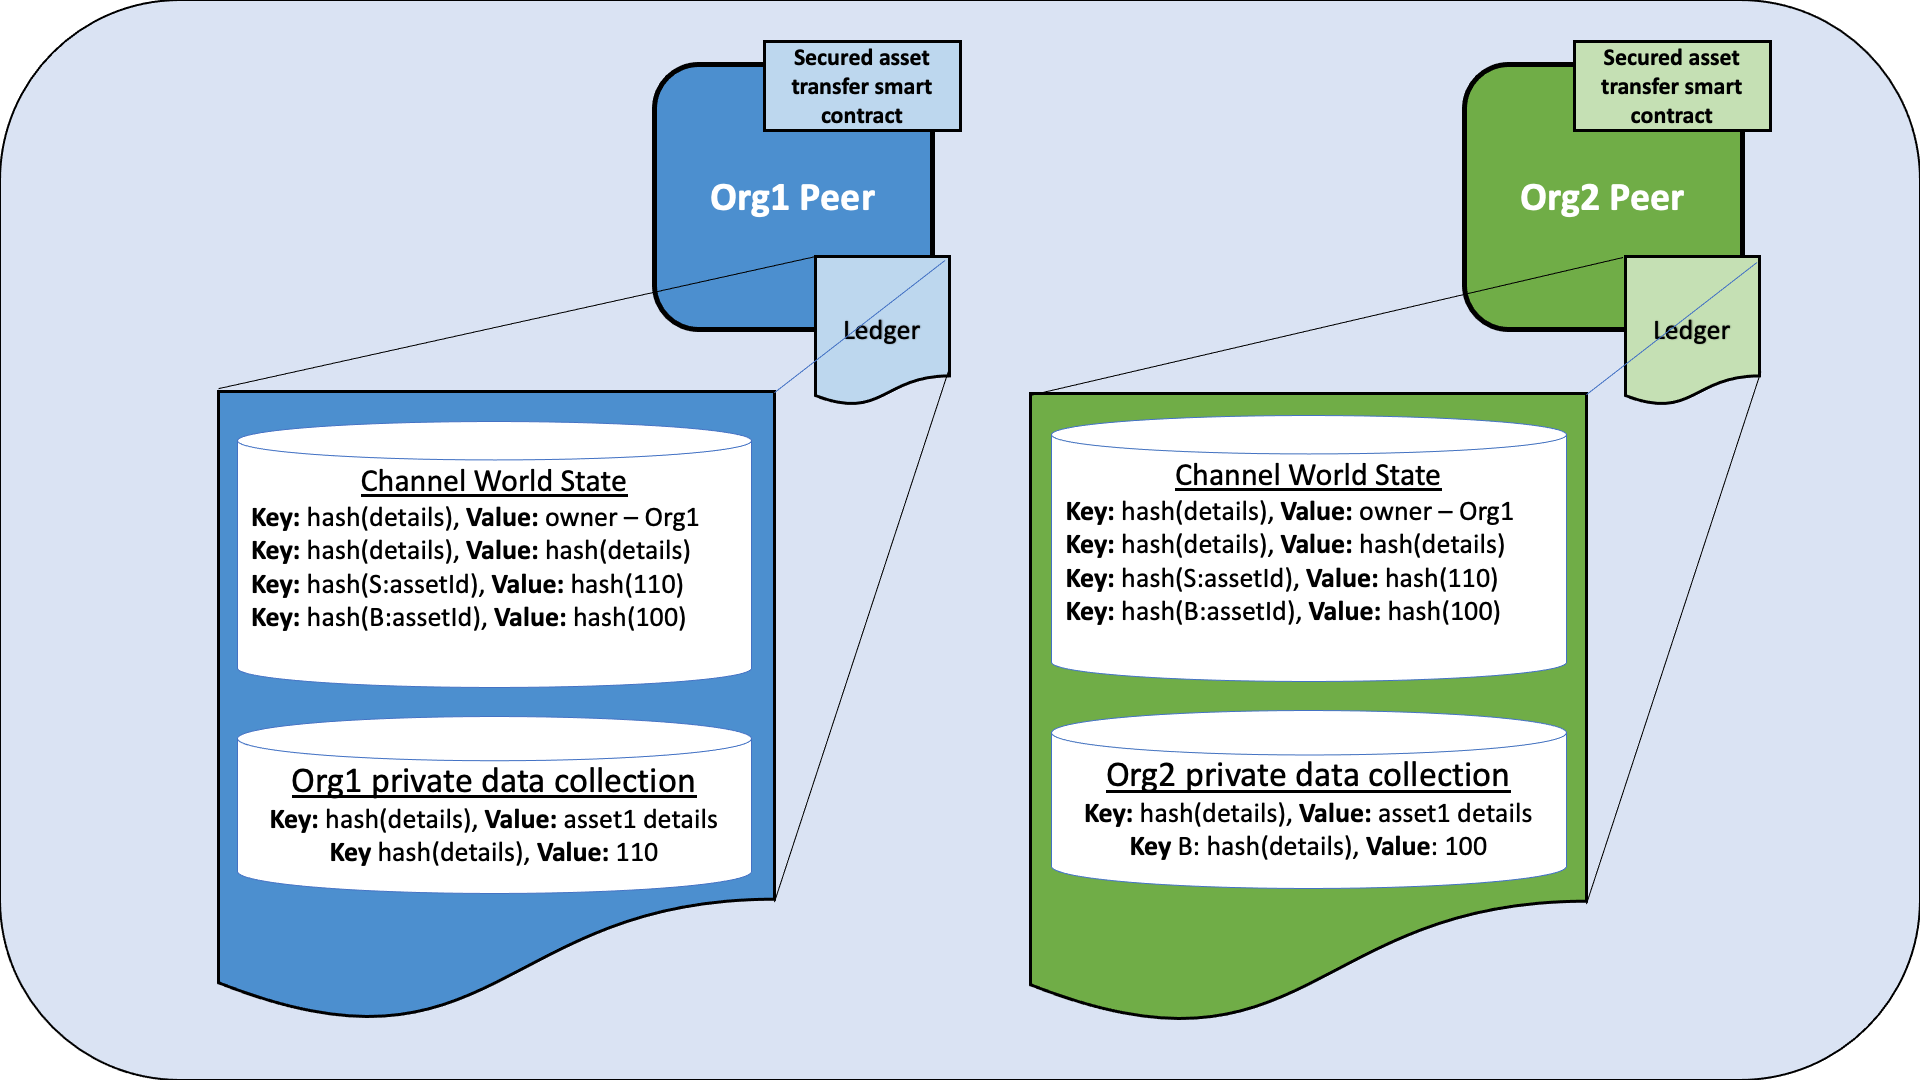 Secured asset
transfer smart
contract
Org1 Peer
Ledger
Channel World State
Key: hash(details), Value: owner – Org1
Key: hash(details), Value: hash(details)
Key: hash(S:assetId), Value: hash(110)
Key: hash(B:assetId), Value: hash(100)
Org1 private data collection
Key: hash(details), Value: asset1 details
Key hash(details), Value: 110
Secured asset
transfer smart
contract
Org2 Peer
Ledger
Channel World State
Key: hash(details), Value: owner – Org1
Key: hash(details), Value: hash(details)
Key: hash(S:assetId), Value: hash(110)
Key: hash(B:assetId), Value: hash(100)
Org2 private data collection
Key: hash(details), Value: asset1 details
Key B: hash(details), Value: 100